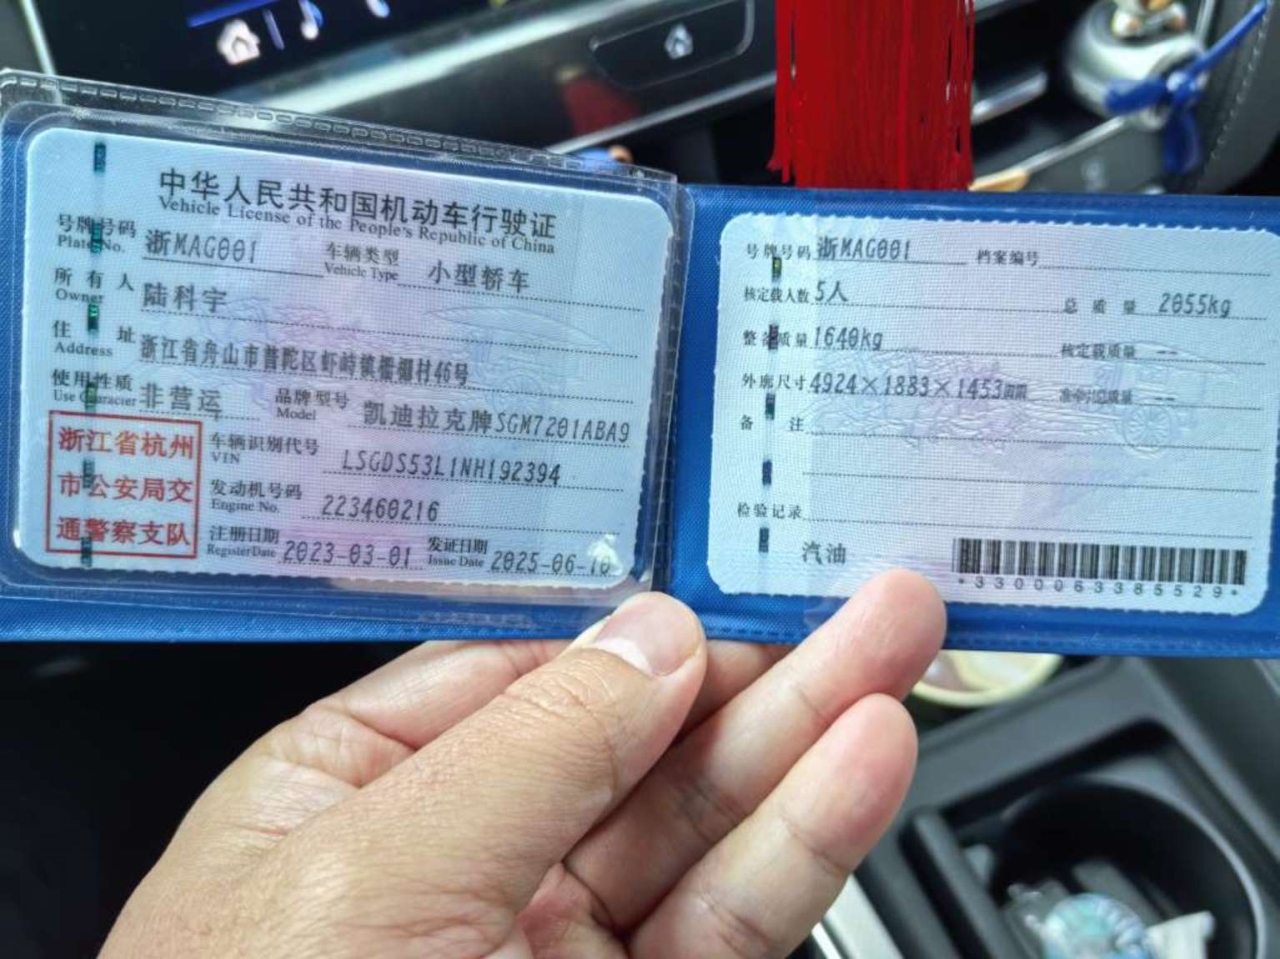 中华人民共和国机动车行驶证
Vehicle License of the People's Republic of China
号牌号码 浙MAG001 车辆类型 小型轿车
Plate No. Vehicle Type
所有人 陆科宇
Owner
住址 浙江省舟山市普陀区虾峙镇栅棚村46号
Address
使用性质 非营运 品牌型号 凯迪拉克牌SGM7201ABA9
Use Character Model
浙江省杭州
市公安局交
通警察支队
车辆识别代号 LSGDS53L1NH192394
VIN
发动机号码 223460216
Engine No.
注册日期 2023-03-01 发证日期 2025-06-10
Register Date Issue Date
号牌号码 浙MAG001 档案编号
核定载人数 5人 总质量 2055kg
整备质量 1640kg 核定载质量 --
外廓尺寸 4924×1883×1453mm 准牵引总质量 --
备注
检验记录
汽油
*3300063385529*